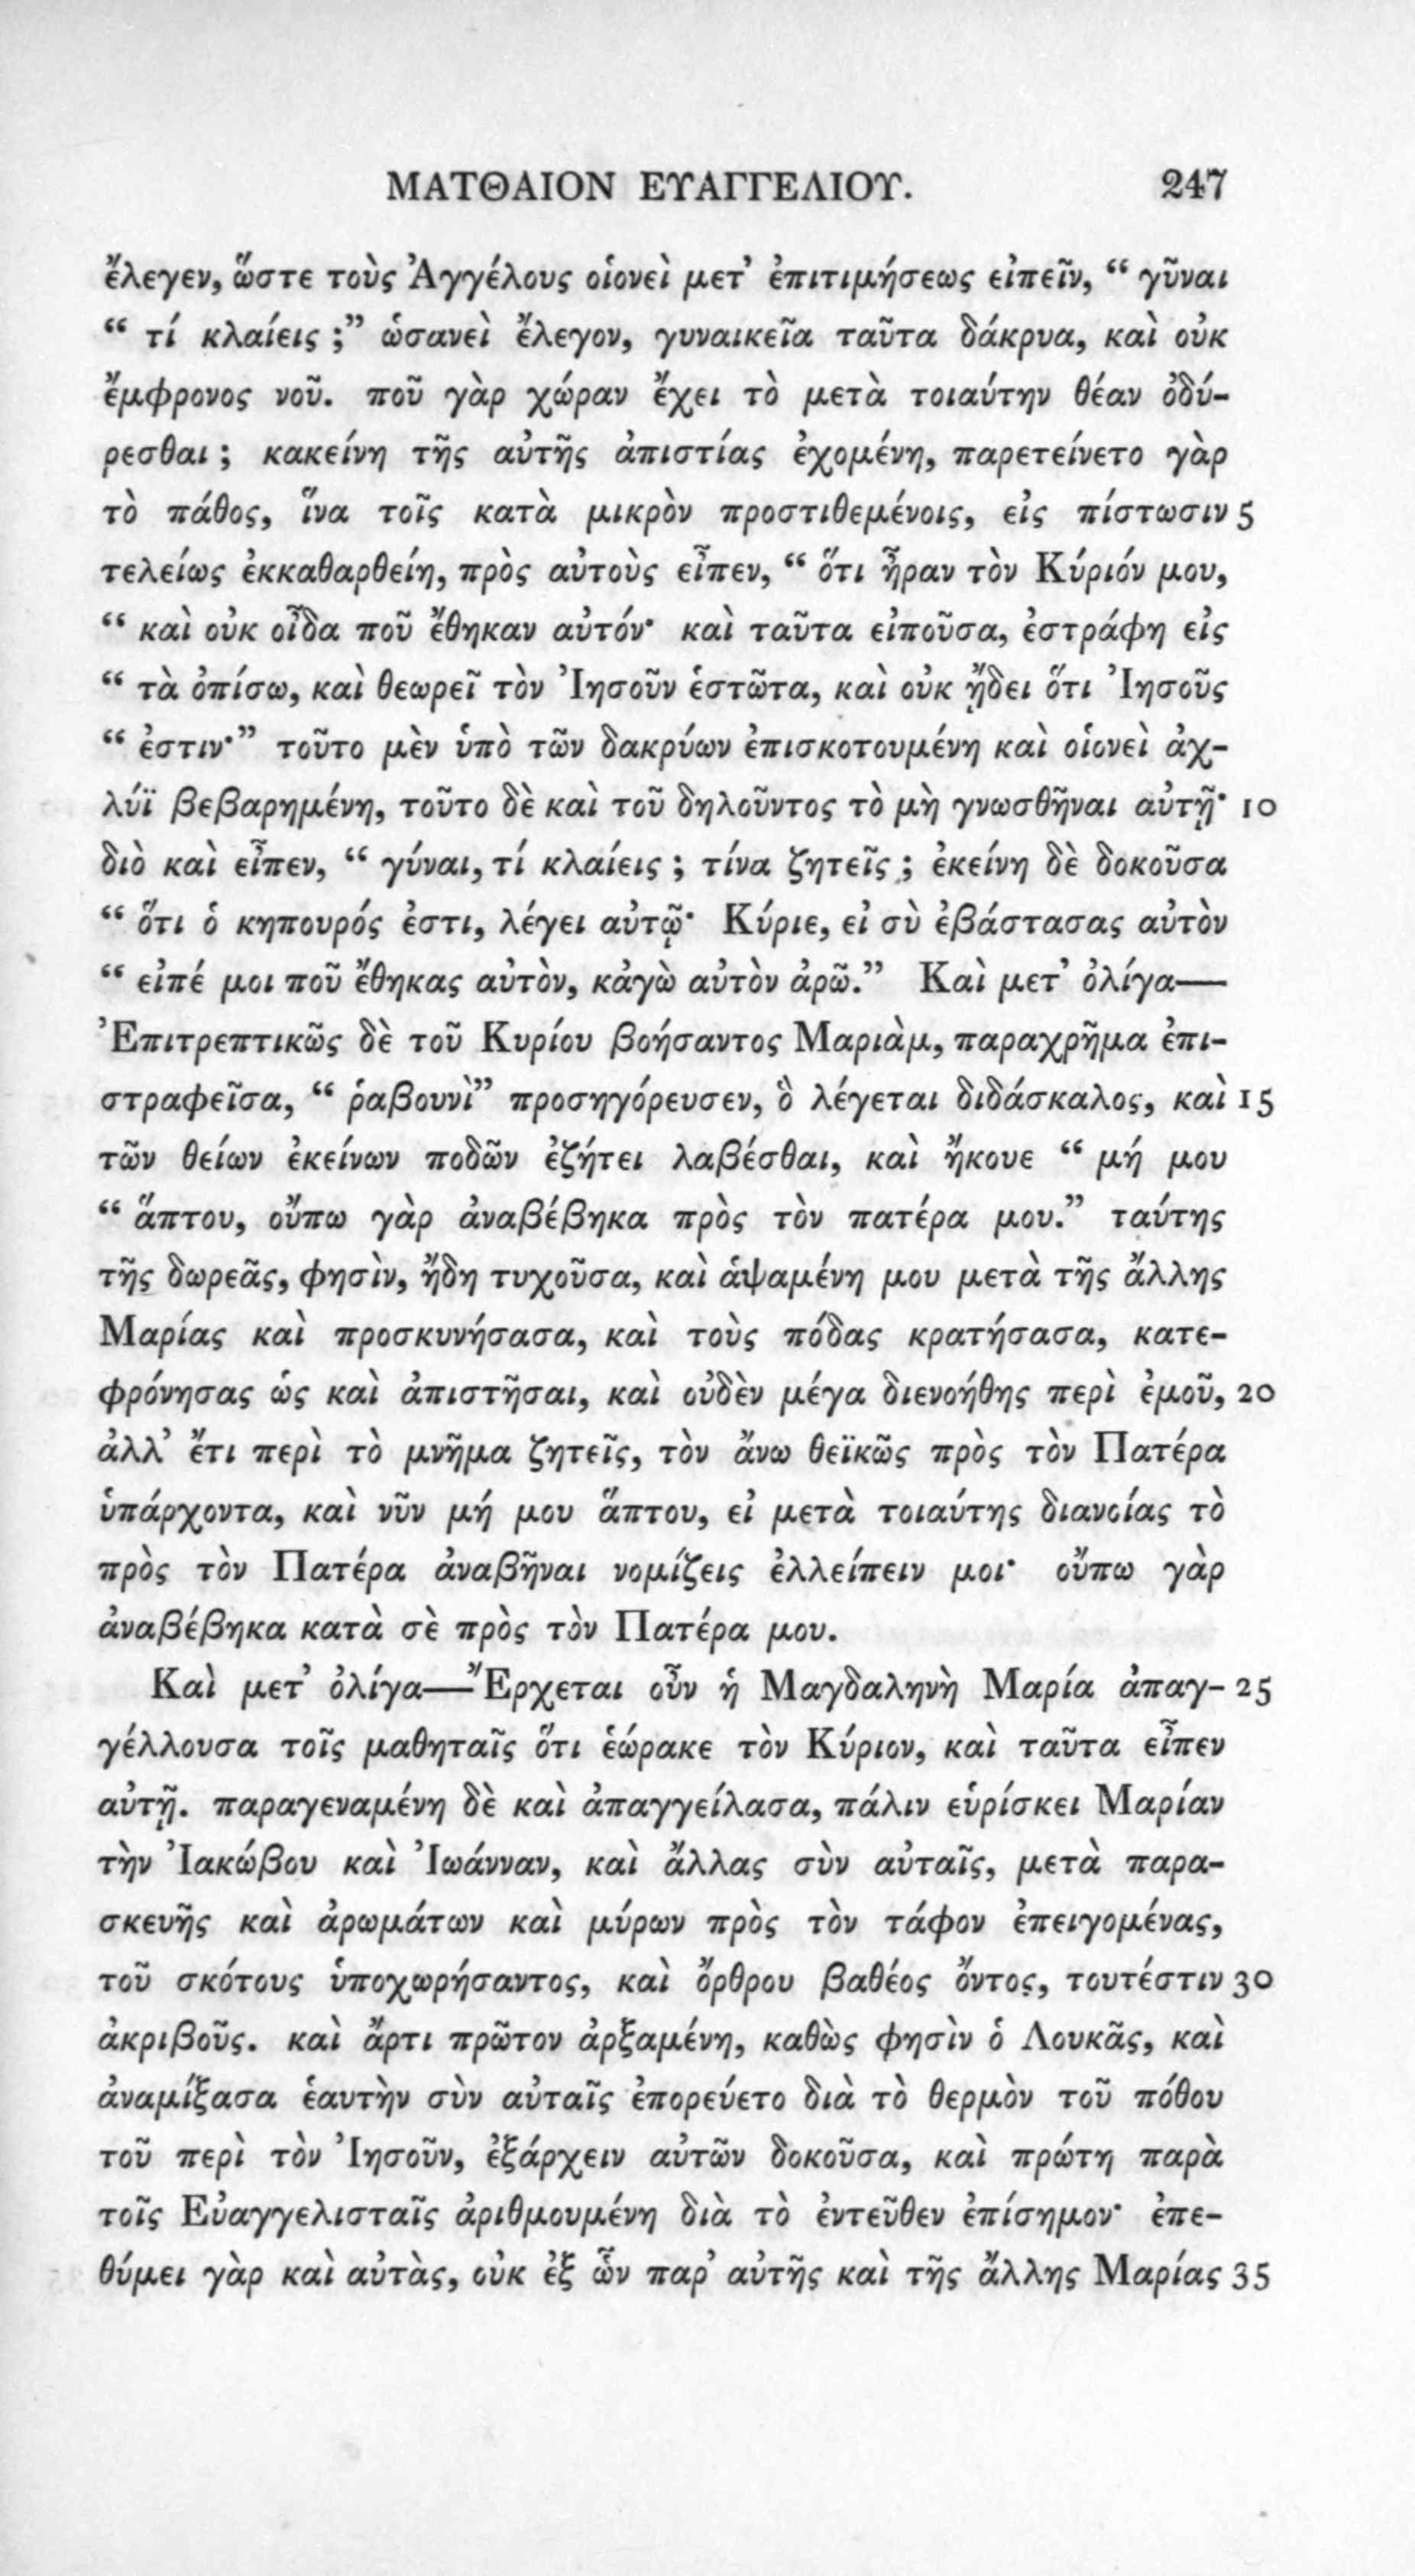 ΜΑΤΘΑΙΟΝ ΕΥΑΓΓΕΛΙΟΥ. 247
ἔλεγεν, ὥστε τοὺς Ἀγγέλους οἱονεὶ μετ’ ἐπιτιμήσεως εἰπεῖν, “ γῦναι
“ τί κλαίεις ;” ὡσανεὶ ἔλεγον, γυναικεῖα ταῦτα δάκρυα, καὶ οὐκ
ἔμφρονος νοῦ. ποῦ γὰρ χώραν ἔχει τὸ μετὰ τοιαύτην θέαν ὀδύ-
ρεσθαι ; κακείνη τῆς αὐτῆς ἀπιστίας ἐχομένη, παρετείνετο γὰρ
τὸ πάθος, ἵνα τοῖς κατὰ μικρὸν προστιθεμένοις, εἰς πίστωσιν 5
τελείως ἐκκαθαρθείη, πρὸς αὐτοὺς εἶπεν, “ ὅτι ἦραν τὸν Κύριόν μου,
“ καὶ οὐκ οἶδα ποῦ ἔθηκαν αὐτόν· καὶ ταῦτα εἰποῦσα, ἐστράφη εἰς
“ τὰ ὀπίσω, καὶ θεωρεῖ τὸν Ἰησοῦν ἑστῶτα, καὶ οὐκ ᾔδει ὅτι Ἰησοῦς
“ ἐστιν·” τοῦτο μὲν ὑπὸ τῶν δακρύων ἐπισκοτουμένη καὶ οἱονεὶ ἀχ-
λύϊ βεβαρημένη, τοῦτο δὲ καὶ τοῦ δηλοῦντος τὸ μὴ γνωσθῆναι αὐτῇ· 10
διὸ καὶ εἶπεν, “ γύναι, τί κλαίεις ; τίνα ζητεῖς ; ἐκείνη δὲ δοκοῦσα
“ ὅτι ὁ κηπουρός ἐστι, λέγει αὐτῷ· Κύριε, εἰ σὺ ἐβάστασας αὐτὸν
“ εἰπέ μοι ποῦ ἔθηκας αὐτὸν, κἀγὼ αὐτὸν ἀρῶ.” Καὶ μετ’ ὀλίγα—
Ἐπιτρεπτικῶς δὲ τοῦ Κυρίου βοήσαντος Μαριὰμ, παραχρῆμα ἐπι-
στραφεῖσα, “ ῥαβουνὶ” προσηγόρευσεν, ὃ λέγεται διδάσκαλος, καὶ 15
τῶν θείων ἐκείνων ποδῶν ἐζήτει λαβέσθαι, καὶ ἤκουε “ μή μου
“ ἅπτου, οὔπω γὰρ ἀναβέβηκα πρὸς τὸν πατέρα μου.” ταύτης
τῆς δωρεᾶς, φησὶν, ἤδη τυχοῦσα, καὶ ἁψαμένη μου μετὰ τῆς ἄλλης
Μαρίας καὶ προσκυνήσασα, καὶ τοὺς πόδας κρατήσασα, κατε-
φρόνησας ὡς καὶ ἀπιστῆσαι, καὶ οὐδὲν μέγα διενοήθης περὶ ἐμοῦ, 20
ἀλλ’ ἔτι περὶ τὸ μνῆμα ζητεῖς, τὸν ἄνω θεϊκῶς πρὸς τὸν Πατέρα
ὑπάρχοντα, καὶ νῦν μή μου ἅπτου, εἰ μετὰ τοιαύτης διανοίας τὸ
πρὸς τὸν Πατέρα ἀναβῆναι νομίζεις ἐλλείπειν μοι· οὔπω γὰρ
ἀναβέβηκα κατὰ σὲ πρὸς τὸν Πατέρα μου.
Καὶ μετ’ ὀλίγα—Ἔρχεται οὖν ἡ Μαγδαληνὴ Μαρία ἀπαγ- 25
γέλλουσα τοῖς μαθηταῖς ὅτι ἑώρακε τὸν Κύριον, καὶ ταῦτα εἶπεν
αὐτῇ. παραγεναμένη δὲ καὶ ἀπαγγείλασα, πάλιν εὑρίσκει Μαρίαν
τὴν Ἰακώβου καὶ Ἰωάνναν, καὶ ἄλλας σὺν αὐταῖς, μετὰ παρα-
σκευῆς καὶ ἀρωμάτων καὶ μύρων πρὸς τὸν τάφον ἐπειγομένας,
τοῦ σκότους ὑποχωρήσαντος, καὶ ὄρθρου βαθέος ὄντος, τουτέστιν 30
ἀκριβοῦς. καὶ ἄρτι πρῶτον ἀρξαμένη, καθὼς φησὶν ὁ Λουκᾶς, καὶ
ἀναμίξασα ἑαυτὴν σὺν αὐταῖς ἐπορεύετο διὰ τὸ θερμὸν τοῦ πόθου
τοῦ περὶ τὸν Ἰησοῦν, ἐξάρχειν αὐτῶν δοκοῦσα, καὶ πρώτη παρὰ
τοῖς Εὐαγγελισταῖς ἀριθμουμένη διὰ τὸ ἐντεῦθεν ἐπίσημον· ἐπε-
θύμει γὰρ καὶ αὐτὰς, οὐκ ἐξ ὧν παρ’ αὐτῆς καὶ τῆς ἄλλης Μαρίας 35